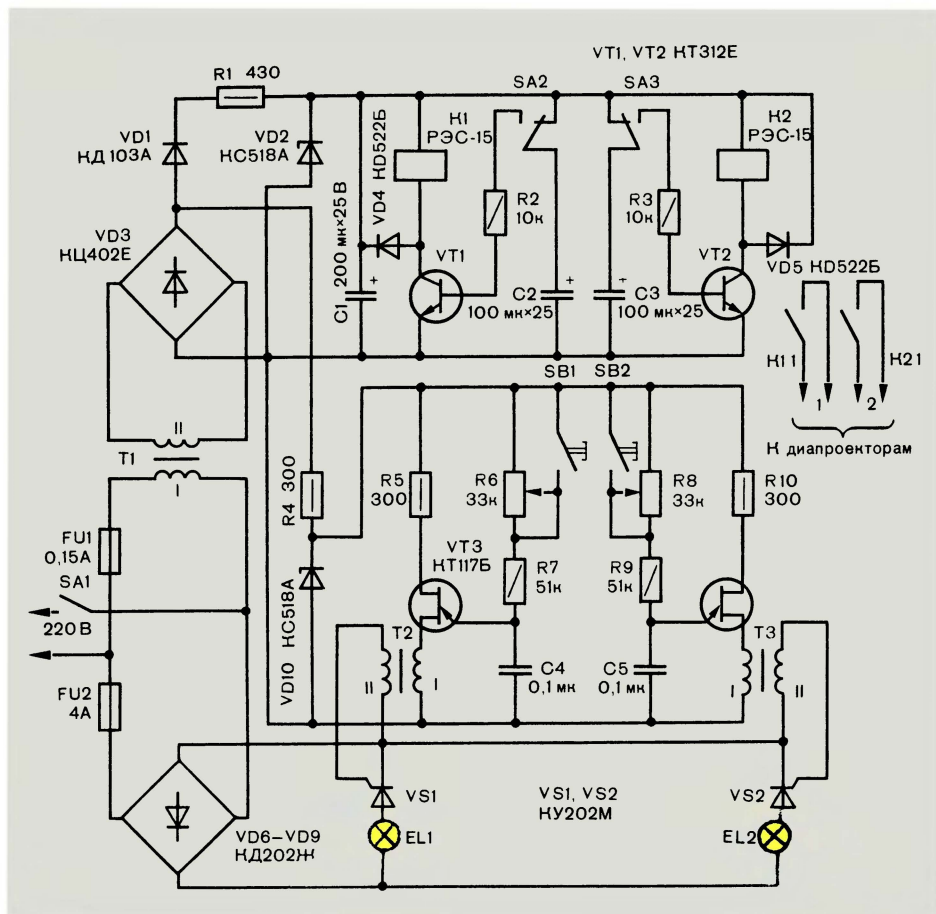 VT1, VT2 КТ312Е
R1 430
SA2
SA3
VD1
КД103А
VD2
КС518А
VD4 KD522Б
К1
РЭС-15
К2
РЭС-15
R2
10к
R3
10к
VD3
КЦ402Е
C1 200 мк×25 В
+
VT1
C2
+
100 мк×25
C3
+
100 мк×25
VT2
VD5 KD522Б
К1 1
К2 1
1
2
К диапроекторам
SB1
SB2
II
T1
I
R4 300
R5
300
R6
33к
R8
33к
R10
300
FU1
0,15А
VT3
КТ117Б
R7
51к
R9
51к
SA1
220 В
VD10 КС518А
T2
T3
II
I
C4
0,1 мк
C5
0,1 мк
I
II
FU2
4А
VS1
VS1, VS2
КУ202М
VS2
VD6–VD9
КД202Ж
EL1
EL2